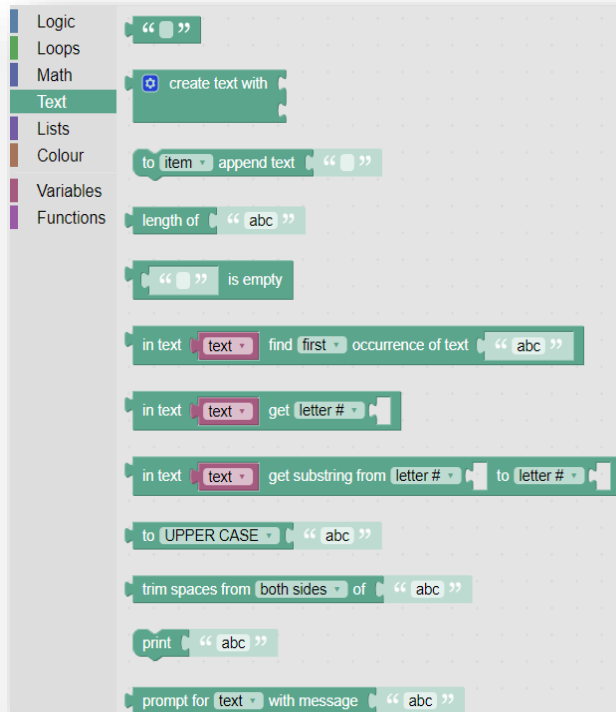 Logic
Loops
Math
Text
Lists
Colour
Variables
Functions
“ ”
create text with
to item append text “ ”
length of “ abc ”
“ ” is empty
in text text find first occurrence of text “ abc ”
in text text get letter #
in text text get substring from letter # to letter #
to UPPER CASE “ abc ”
trim spaces from both sides of “ abc ”
print “ abc ”
prompt for text with message “ abc ”